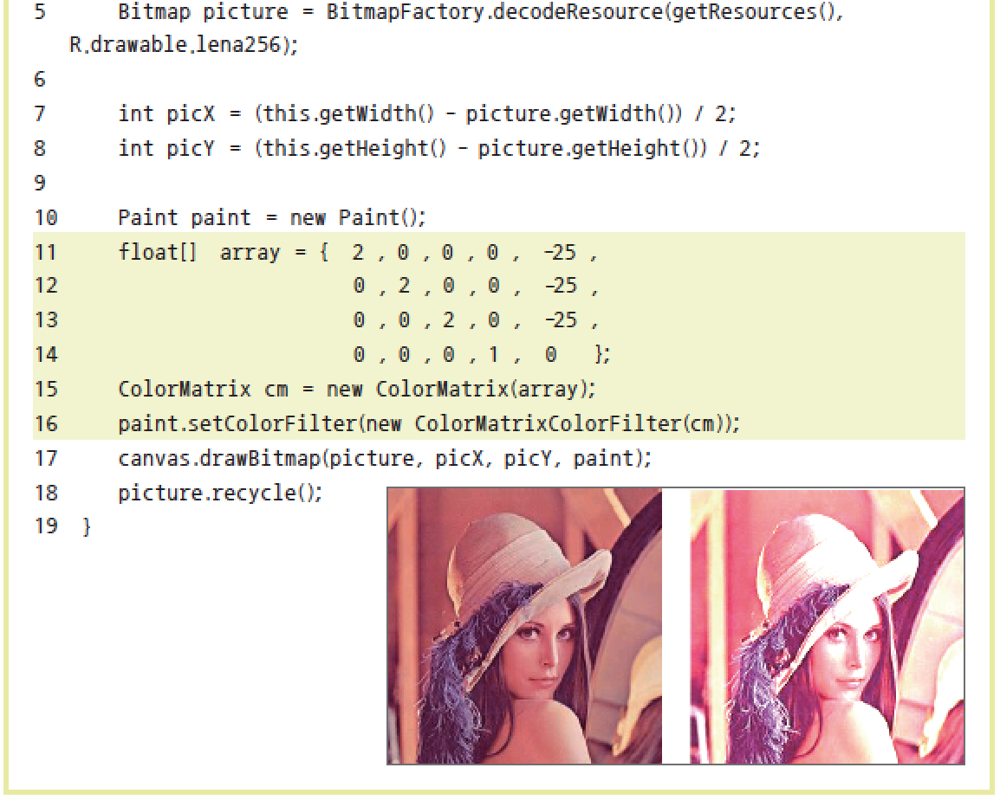 5 Bitmap picture = BitmapFactory.decodeResource(getResources(),
R.drawable.lena256);
6
7 int picX = (this.getWidth() - picture.getWidth()) / 2;
8 int picY = (this.getHeight() - picture.getHeight()) / 2;
9
10 Paint paint = new Paint();
11 float[] array = { 2 , 0 , 0 , 0 , -25 ,
12 0 , 2 , 0 , 0 , -25 ,
13 0 , 0 , 2 , 0 , -25 ,
14 0 , 0 , 0 , 1 , 0 };
15 ColorMatrix cm = new ColorMatrix(array);
16 paint.setColorFilter(new ColorMatrixColorFilter(cm));
17 canvas.drawBitmap(picture, picX, picY, paint);
18 picture.recycle();
19 }